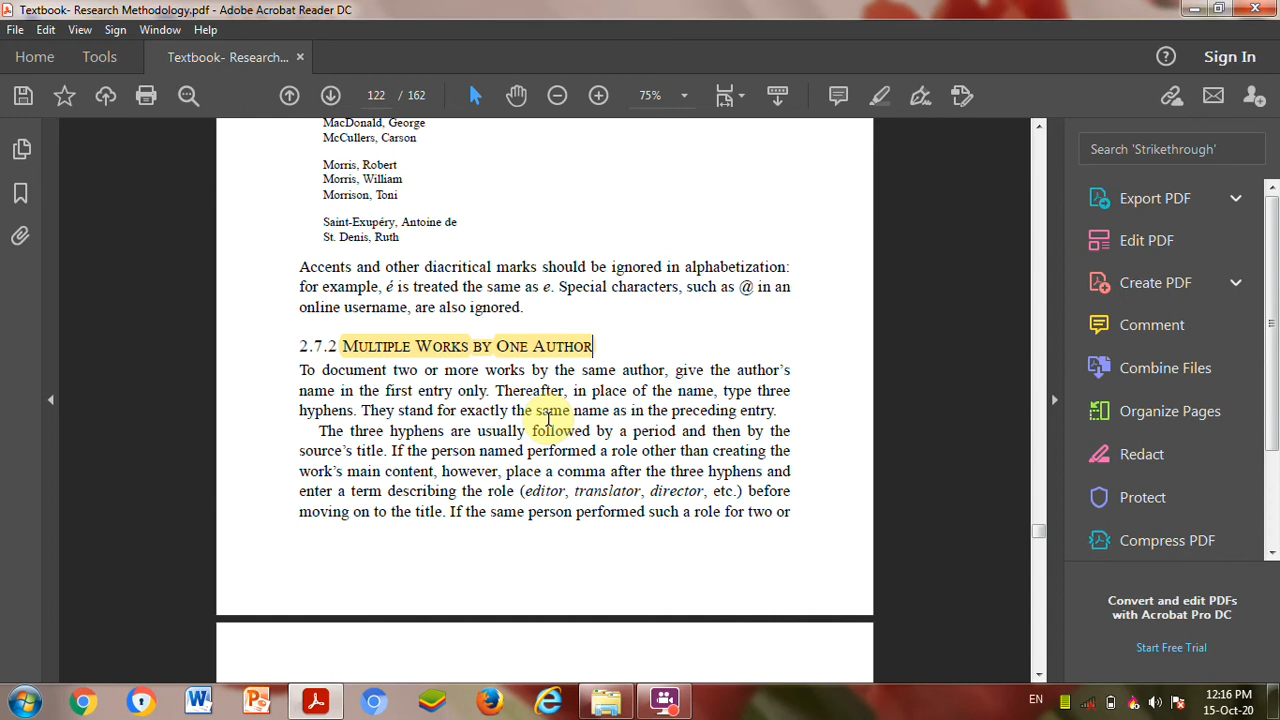 Textbook- Research Methodology.pdf - Adobe Acrobat Reader DC
File Edit View Sign Window Help
Home Tools Textbook- Research... × Sign In
122 / 162 75%
MacDonald, George
McCullers, Carson
Morris, Robert
Morris, William
Morrison, Toni
Saint-Exupéry, Antoine de
St. Denis, Ruth
Accents and other diacritical marks should be ignored in alphabetization:
for example, é is treated the same as e. Special characters, such as @ in an
online username, are also ignored.
2.7.2 MULTIPLE WORKS BY ONE AUTHOR
To document two or more works by the same author, give the author's
name in the first entry only. Thereafter, in place of the name, type three
hyphens. They stand for exactly the same name as in the preceding entry.
The three hyphens are usually followed by a period and then by the
source's title. If the person named performed a role other than creating the
work's main content, however, place a comma after the three hyphens and
enter a term describing the role (editor, translator, director, etc.) before
moving on to the title. If the same person performed such a role for two or
Search 'Strikethrough'
Export PDF
Edit PDF
Create PDF
Comment
Combine Files
Organize Pages
Redact
Protect
Compress PDF
Convert and edit PDFs
with Acrobat Pro DC
Start Free Trial
EN
12:16 PM
15-Oct-20